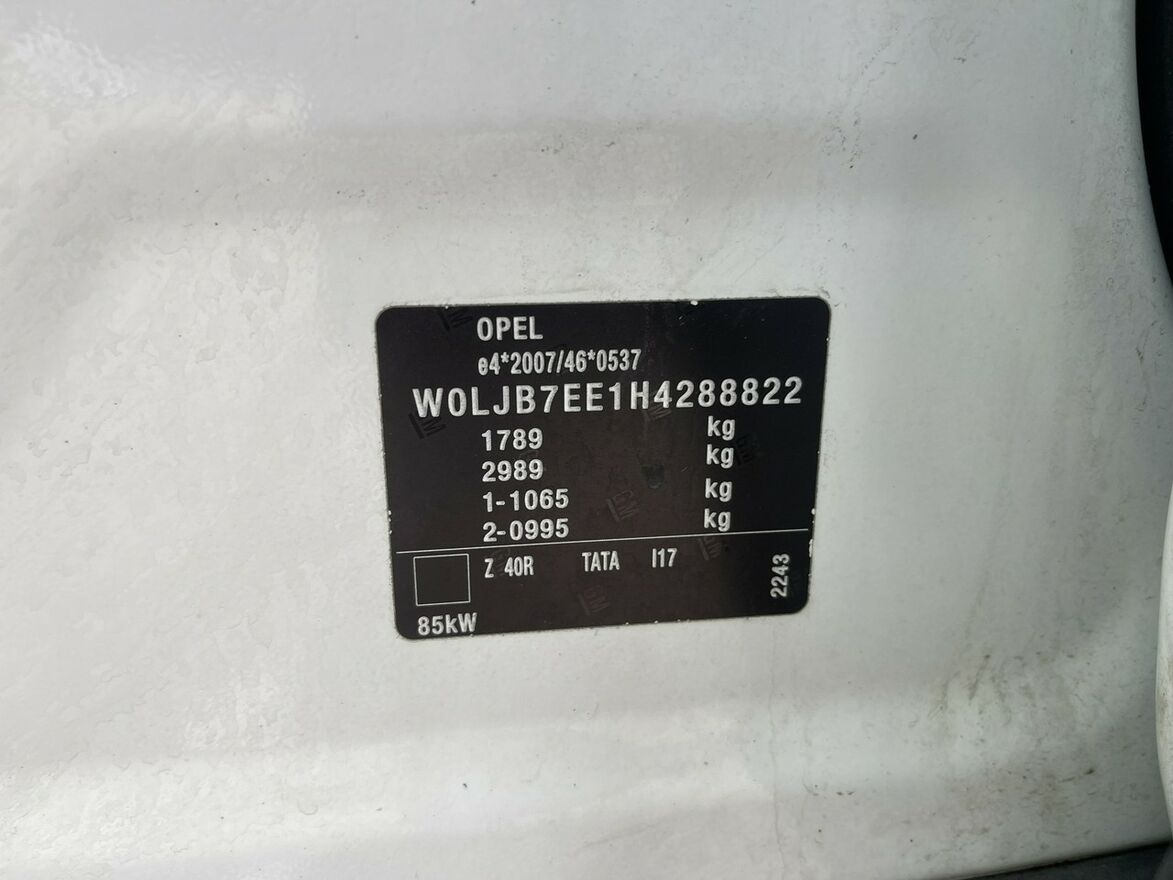 OPEL
e4*2007/46*0537
W0LJB7EE1H4288822
1789 kg
2989 kg
1-1065 kg
2-0995 kg
Z 40R TATA I17
2243
85kW